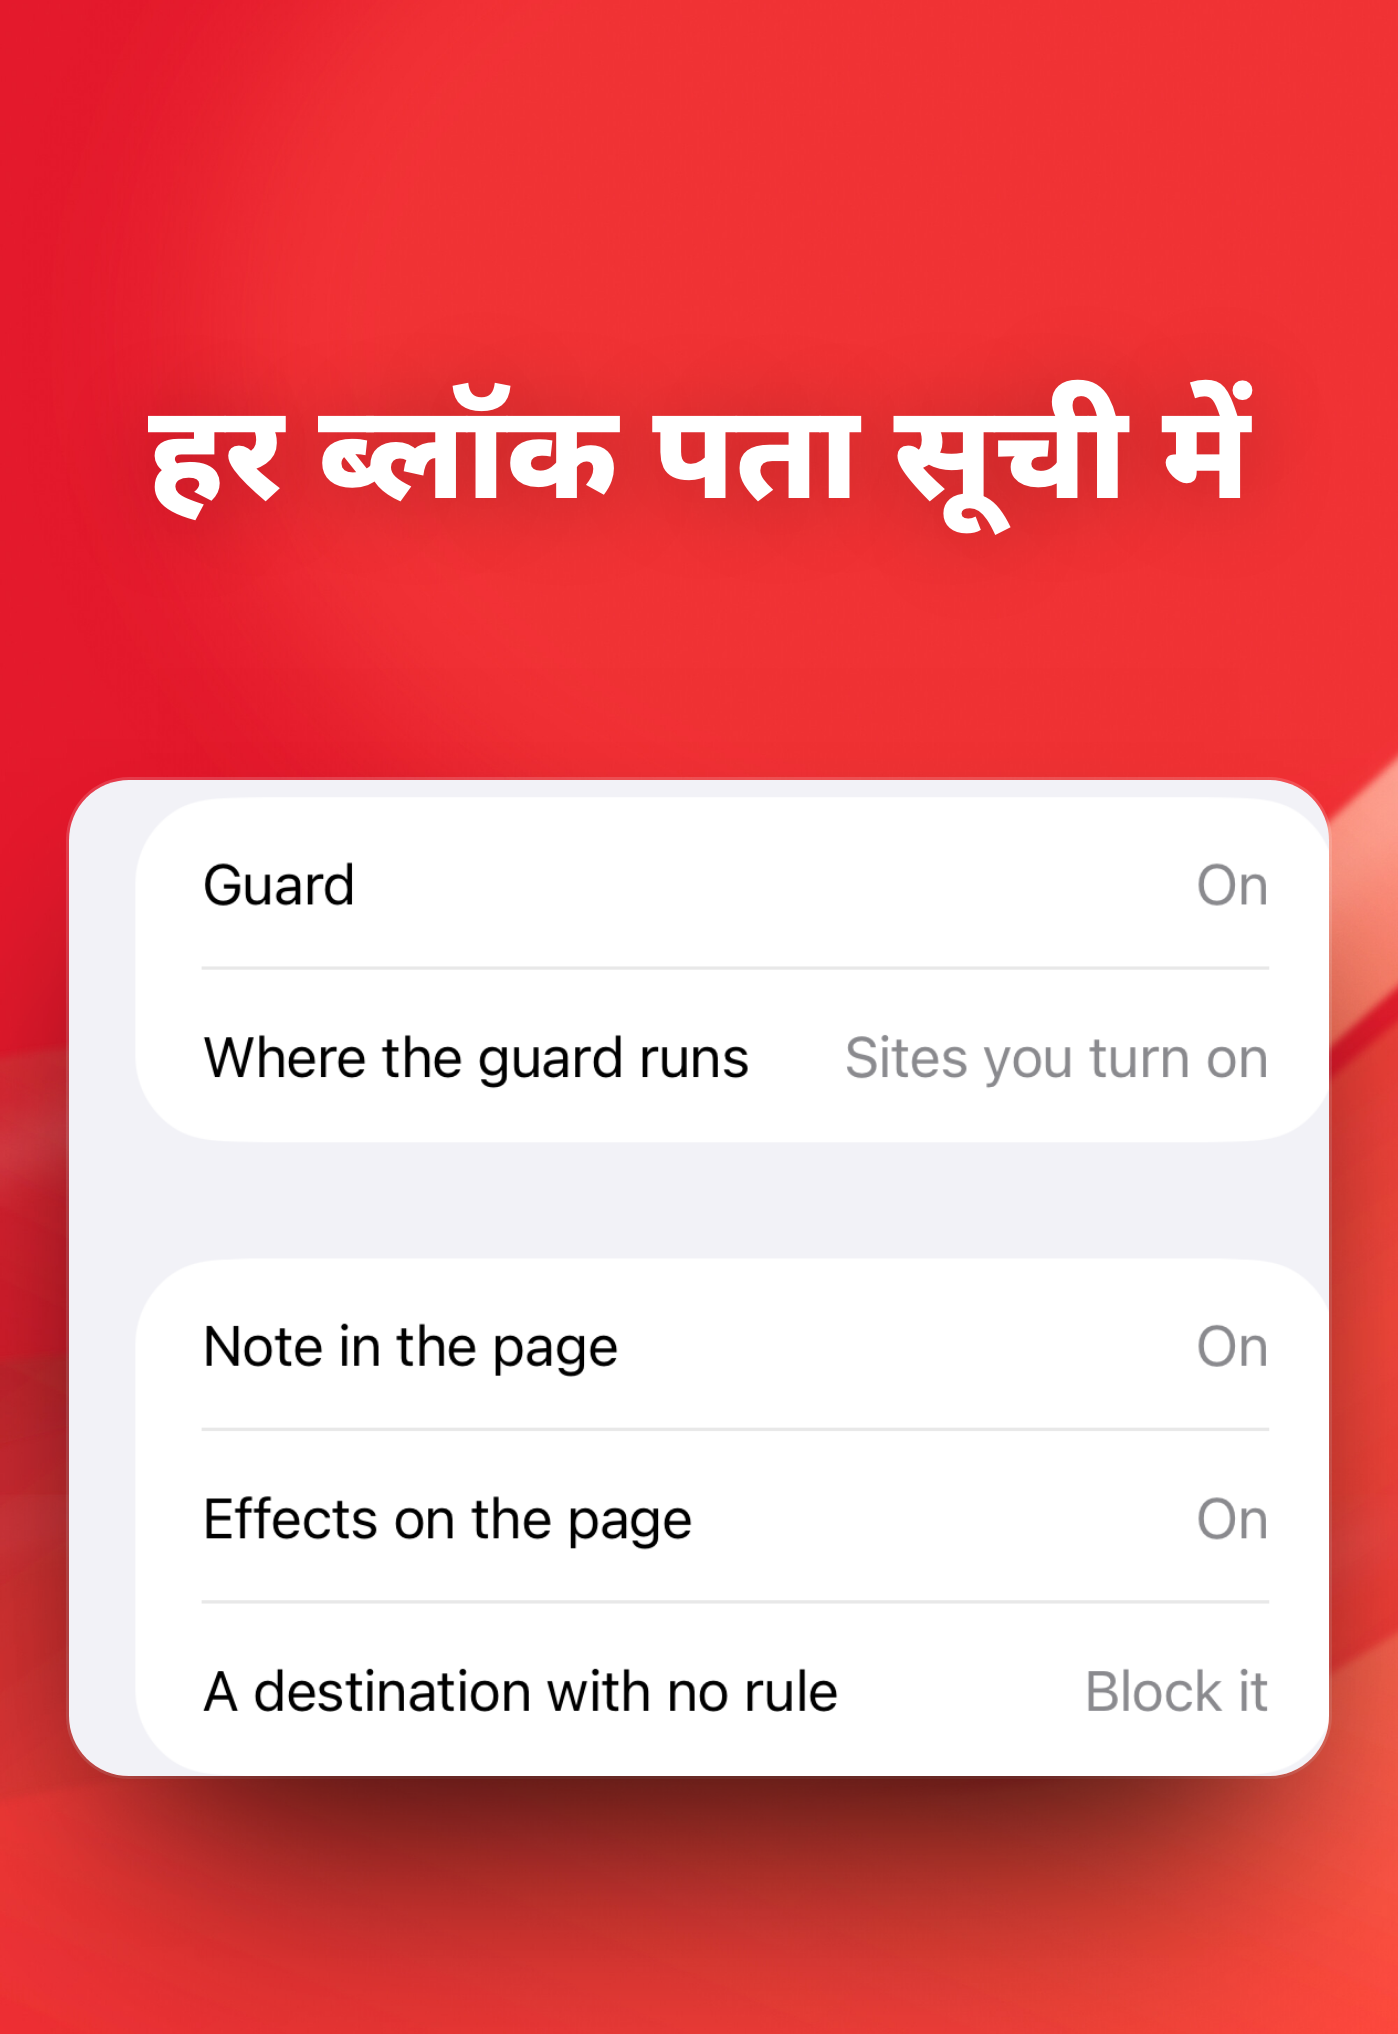 हर ब्लॉक पता सूची में
Guard On
Where the guard runs Sites you turn on
Note in the page On
Effects on the page On
A destination with no rule Block it